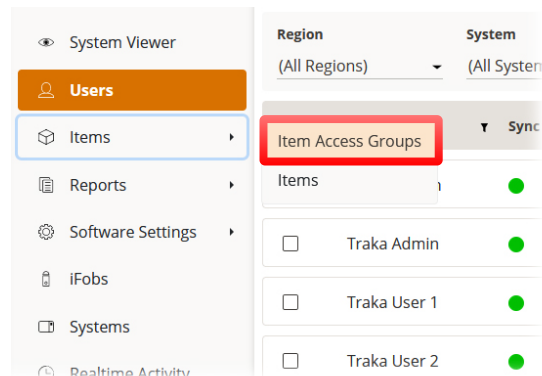 System Viewer
Users
Items
Reports
Software Settings
iFobs
Systems
Realtime Activity
Region
System
(All Regions)
(All System
Sync
Item Access Groups
Items
Traka Admin
Traka User 1
Traka User 2